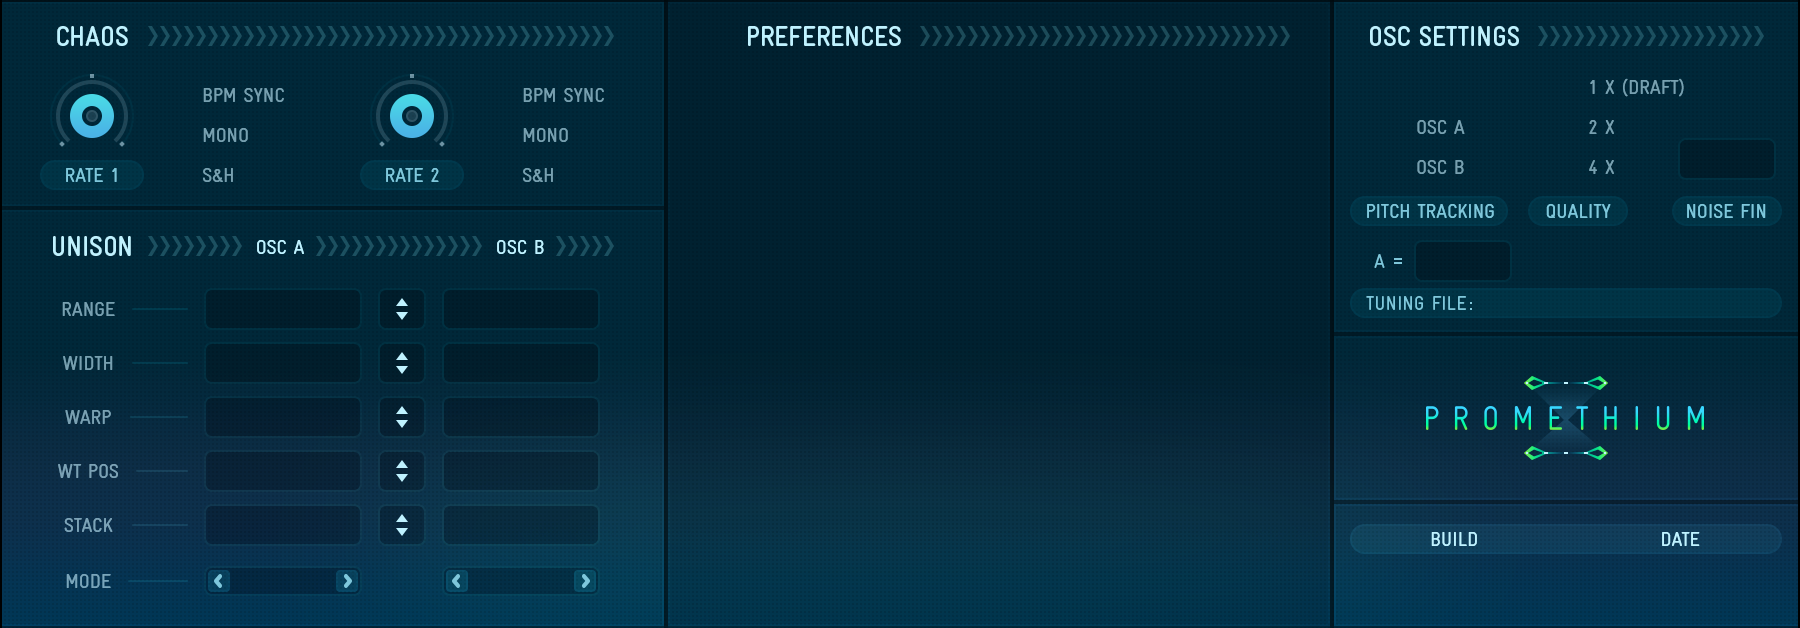 CHAOS
BPM SYNC
MONO
S&H
RATE 1
BPM SYNC
MONO
S&H
RATE 2
UNISON OSC A OSC B
RANGE
WIDTH
WARP
WT POS
STACK
MODE
PREFERENCES
OSC SETTINGS
1 X (DRAFT)
OSC A 2 X
OSC B 4 X
PITCH TRACKING QUALITY NOISE FIN
A =
TUNING FILE:
PROMETHIUM
BUILD DATE